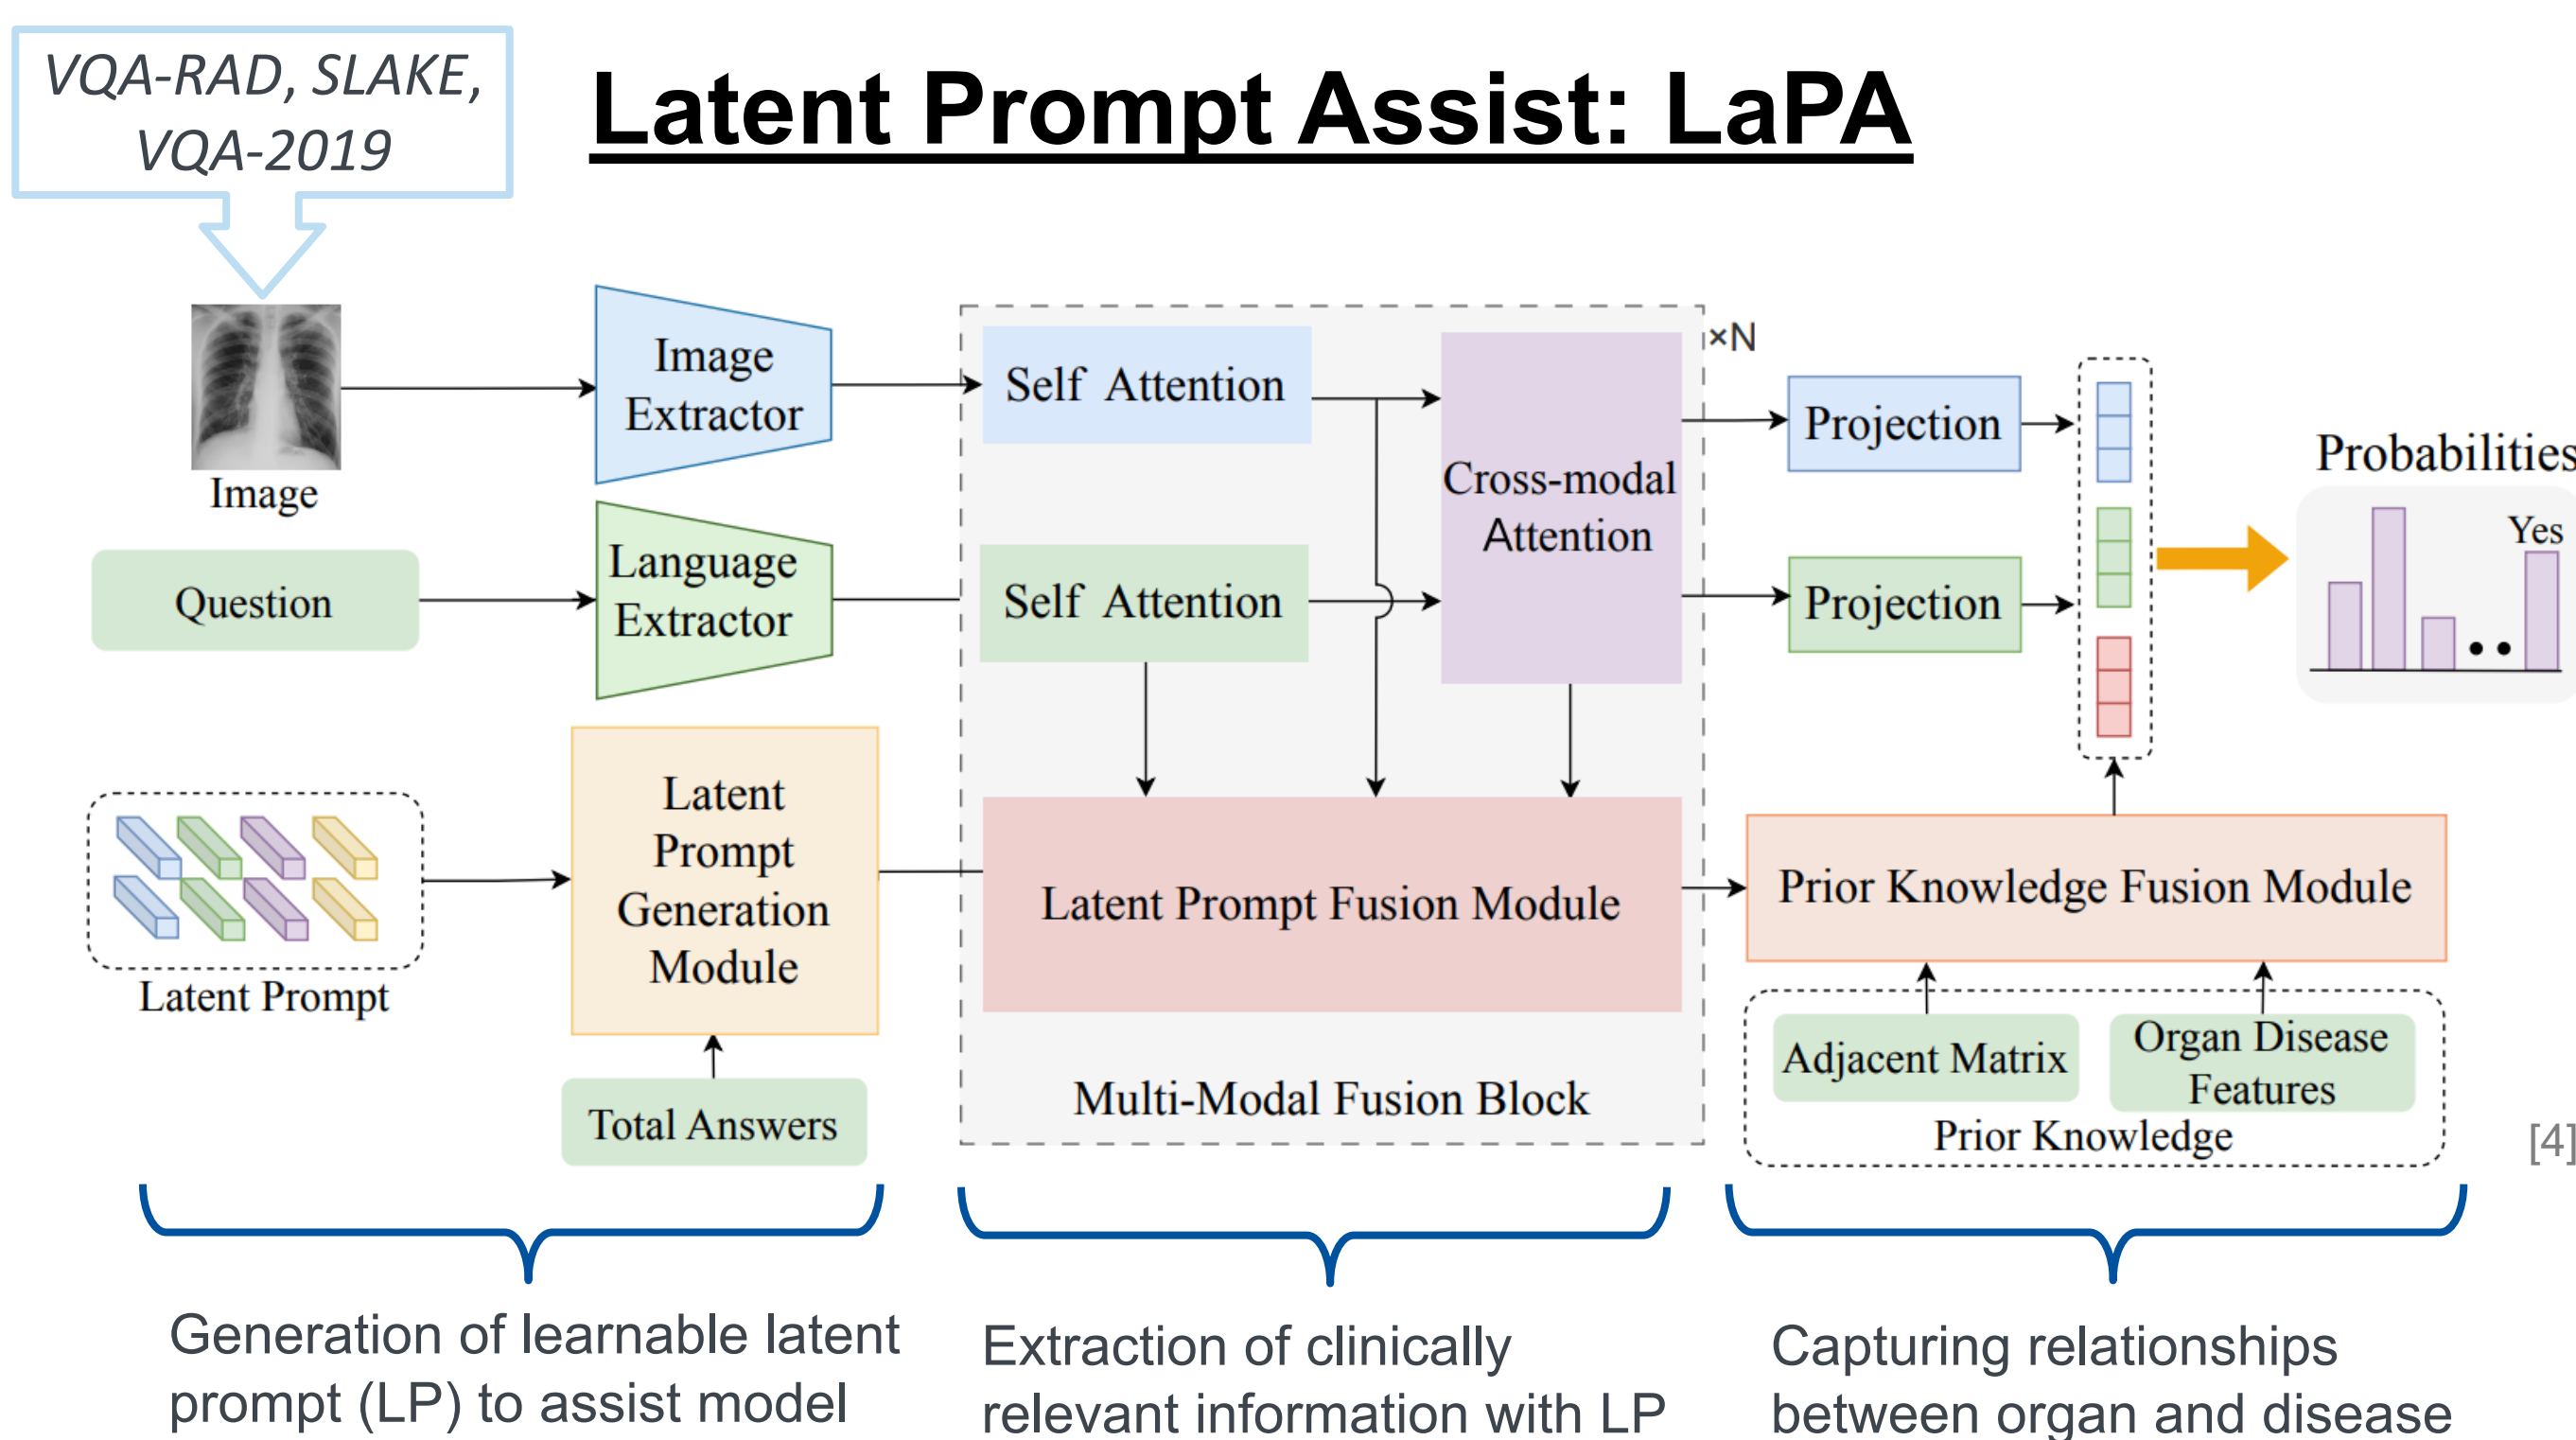 VQA-RAD, SLAKE,
VQA-2019
Latent Prompt Assist: LaPA
Image
Question
Latent Prompt
Image
Extractor
Language
Extractor
Latent
Prompt
Generation
Module
Total Answers
Self Attention
Self Attention
Cross-modal
Attention
×N
Latent Prompt Fusion Module
Multi-Modal Fusion Block
Projection
Projection
Probabilities
Yes
Prior Knowledge Fusion Module
Adjacent Matrix
Organ Disease
Features
Prior Knowledge
[4]
Generation of learnable latent
prompt (LP) to assist model
Extraction of clinically
relevant information with LP
Capturing relationships
between organ and disease